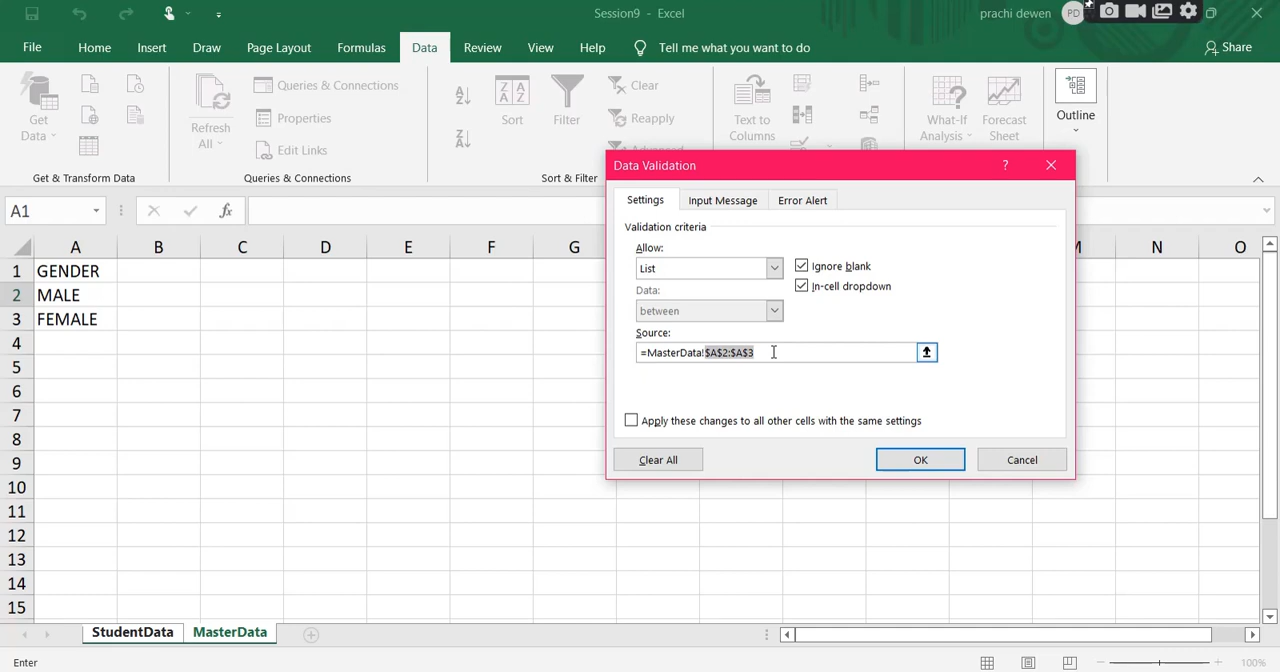 Session9 - Excel
prachi dewen
PD
File
Home
Insert
Draw
Page Layout
Formulas
Data
Review
View
Help
Tell me what you want to do
Share
Get
Data
Refresh
All
Queries & Connections
Properties
Edit Links
Sort
Filter
Clear
Reapply
Advanced
Text to
Columns
What-If
Analysis
Forecast
Sheet
Outline
Get & Transform Data
Queries & Connections
Sort & Filter
A1
fx
Data Validation
?
Settings
Input Message
Error Alert
Validation criteria
Allow:
List
Ignore blank
In-cell dropdown
Data:
between
Source:
=MasterData!$A$2:$A$3
Apply these changes to all other cells with the same settings
Clear All
OK
Cancel
A B C D E F G M N O
1 GENDER
2 MALE
3 FEMALE
4
5
6
7
8
9
10
11
12
13
14
15
StudentData
MasterData
Enter
100%